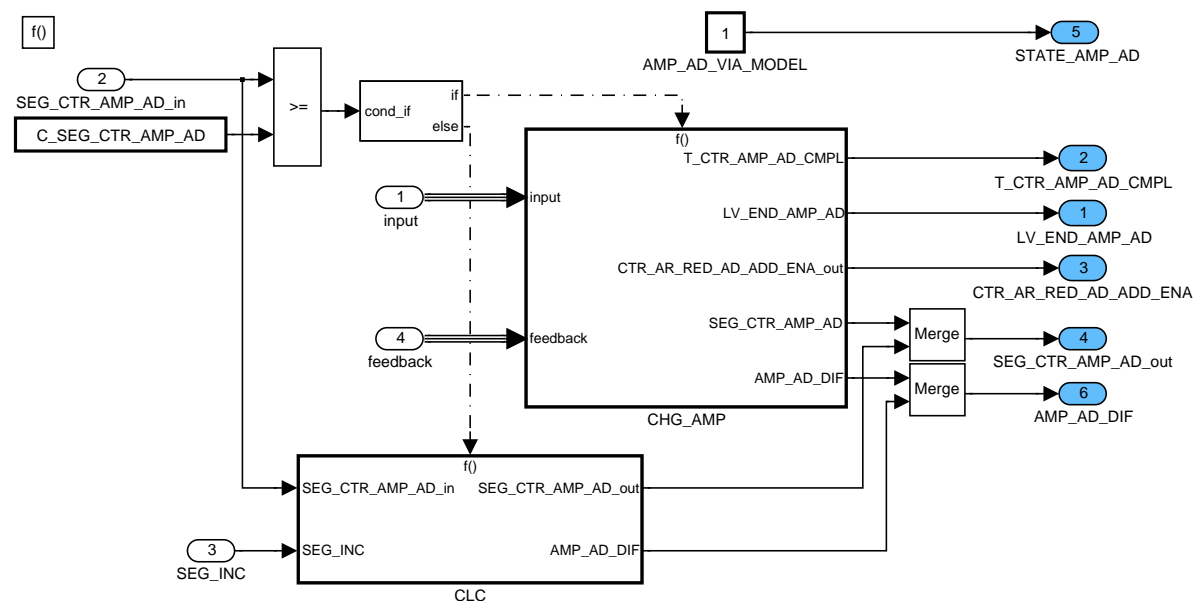 f()
1
AMP_AD_VIA_MODEL
5
STATE_AMP_AD
2
SEG_CTR_AMP_AD_in
C_SEG_CTR_AMP_AD
>=
cond_if
if
else
f()
T_CTR_AMP_AD_CMPL
2
T_CTR_AMP_AD_CMPL
1
input
input
LV_END_AMP_AD
1
LV_END_AMP_AD
CTR_AR_RED_AD_ADD_ENA_out
3
CTR_AR_RED_AD_ADD_ENA
4
feedback
feedback
SEG_CTR_AMP_AD
Merge
4
SEG_CTR_AMP_AD_out
AMP_AD_DIF
Merge
6
AMP_AD_DIF
CHG_AMP
f()
SEG_CTR_AMP_AD_in
SEG_CTR_AMP_AD_out
3
SEG_INC
SEG_INC
AMP_AD_DIF
CLC